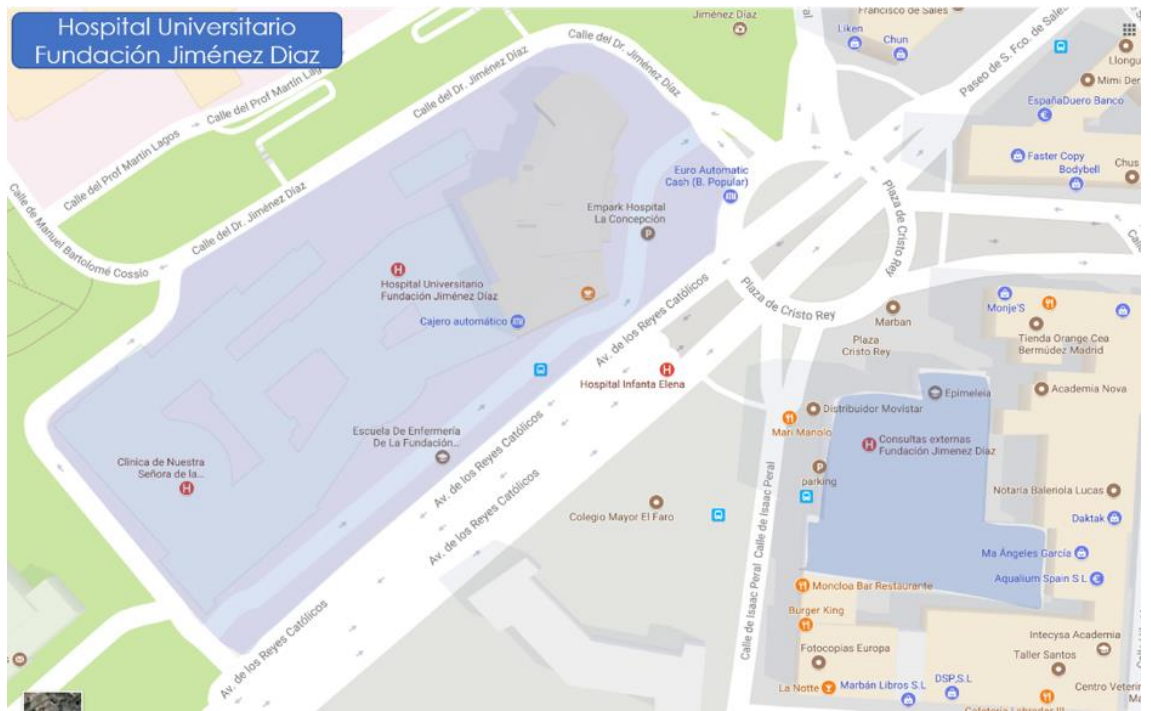 Hospital Universitario
Fundación Jiménez Diaz
Jiménez Díaz
Calle del Dr. Jiménez Díaz
Francisco de Sales
Liken
Chun
Paseo de S. Fco. de Sales
Mimi Der
EspañaDuero Banco
Faster Copy
Bodybell
Chus
Calle del Prof Martín Lagos
Calle del Prof Martín Lagos
Calle del Dr. Jiménez Díaz
Calle del Dr. Jiménez Díaz
Calle de Manuel Bartolomé Cossío
Euro Automatic
Cash (B. Popular)
Empark Hospital
La Concepción
P
Plaza de Cristo Rey
Plaza de Cristo Rey
H
Hospital Universitario
Fundación Jiménez Díaz
Cajero automático
Av. de los Reyes Católicos
Monje'S
Marban
Plaza
Cristo Rey
Tienda Orange Cea
Bermúdez Madrid
H
Hospital Infanta Elena
Epimeleia
Academia Nova
Distribuidor Movistar
Mari Manolo
H
Consultas externas
Fundación Jimenez Diaz
Escuela De Enfermería
De La Fundación...
Av. de los Reyes Católicos
Av. de los Reyes Católicos
Clínica de Nuestra
Señora de la...
H
P
parking
Notaría Baleriola Lucas
Colegio Mayor El Faro
Daktak
Calle de Isaac Peral
Calle de Isaac Peral
Ma Ángeles García
Aqualium Spain S L
Moncloa Bar Restaurante
Burger King
Av. de los Reyes Católicos
Intecysa Academia
Fotocopias Europa
Taller Santos
La Notte
Marbán Libros S.L
DSP,S.L
Centro Veterin
Ma
Cafetería Labrador III